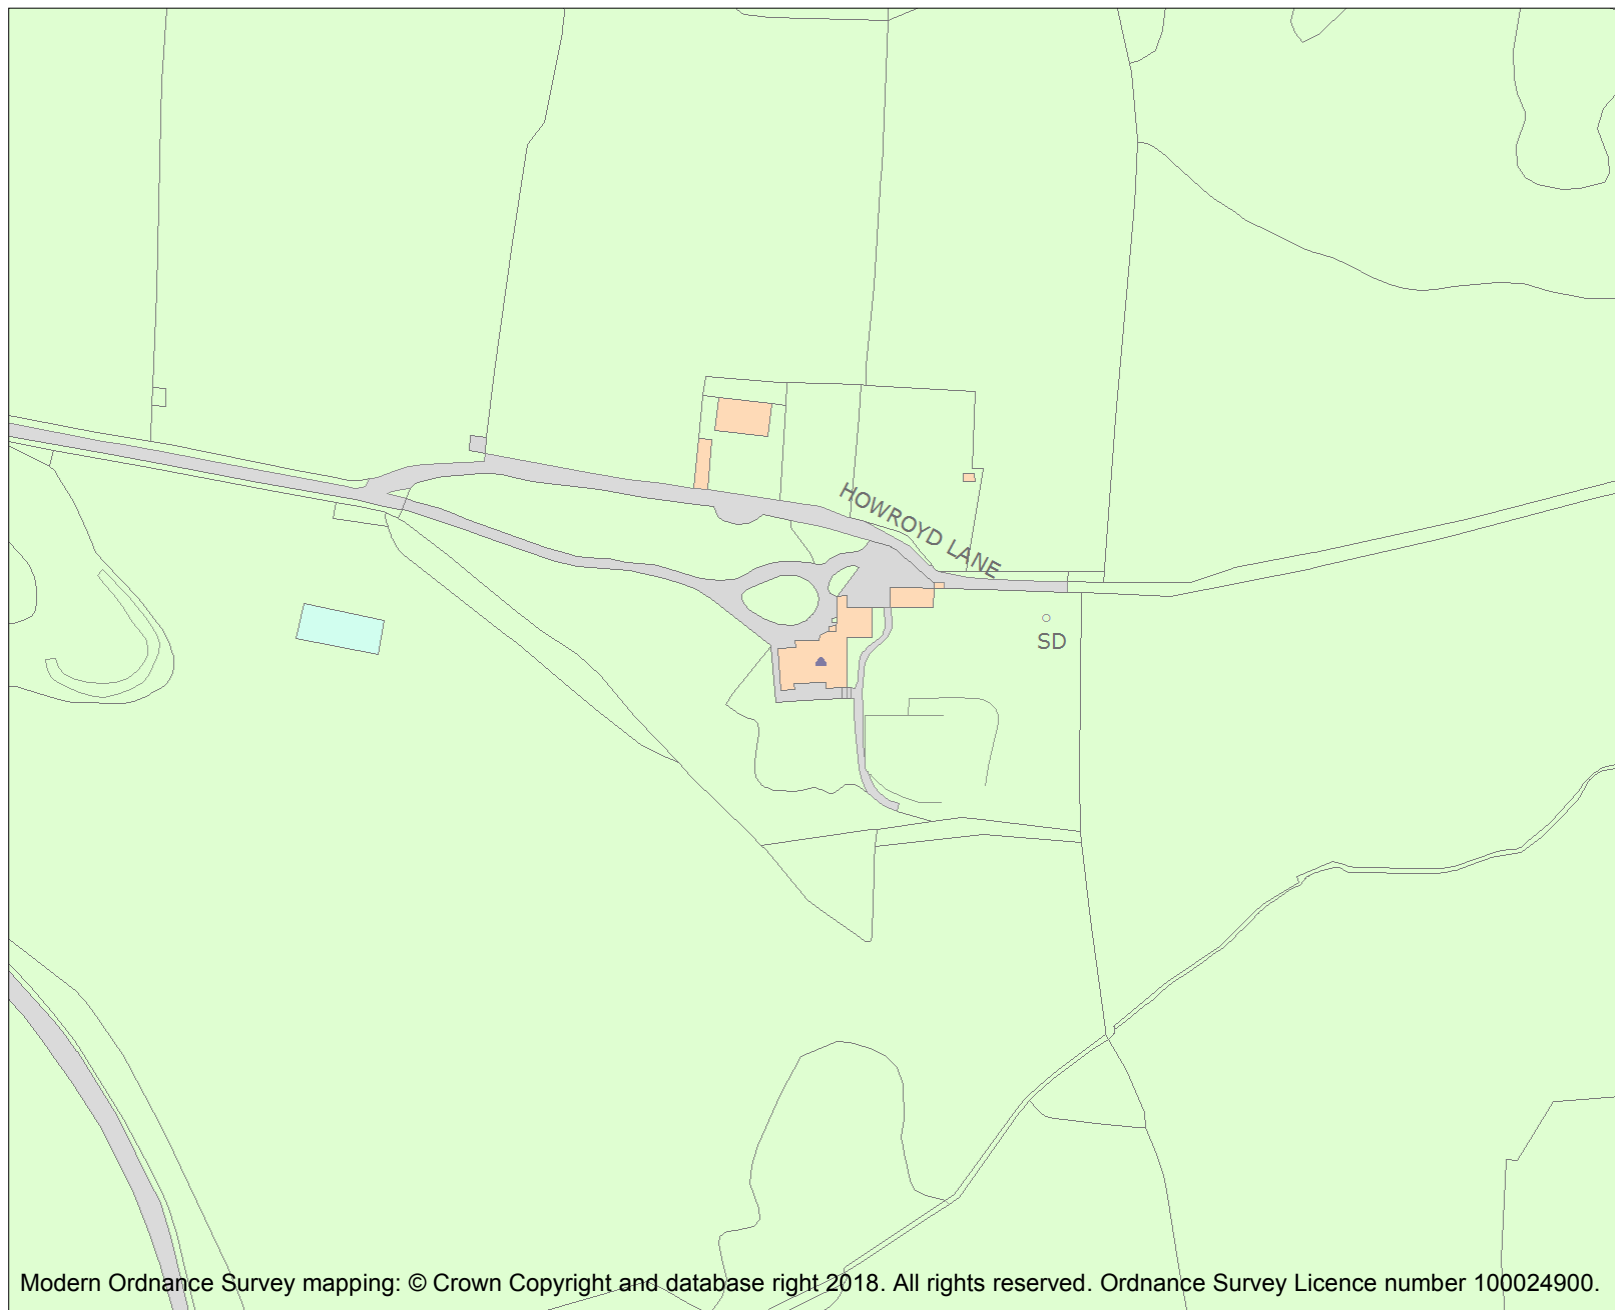 HOWROYD LANE
SD
Modern Ordnance Survey mapping: © Crown Copyright and database right 2018. All rights reserved. Ordnance Survey Licence number 100024900.